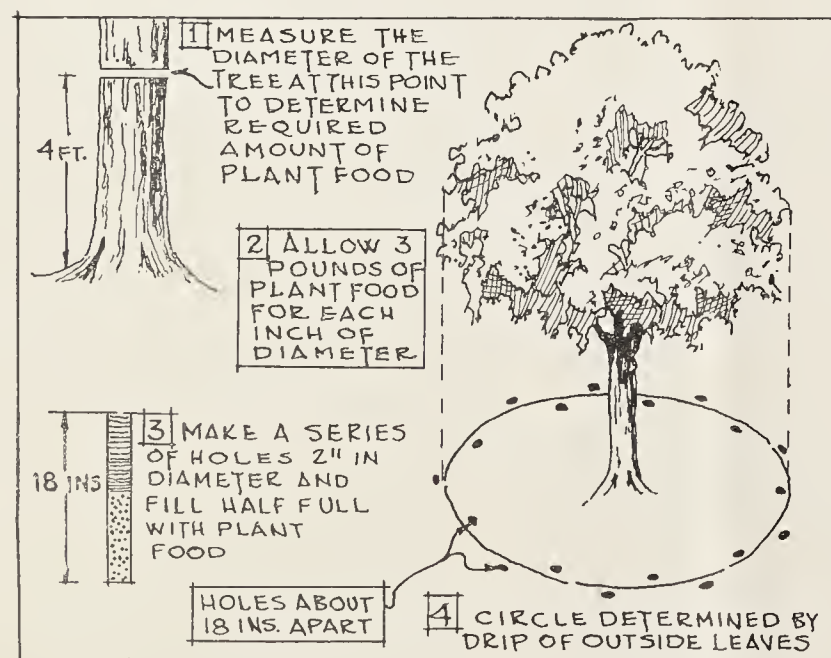 1 MEASURE THE
DIAMETER OF THE
TREE AT THIS POINT
TO DETERMINE
REQUIRED
AMOUNT OF
PLANT FOOD
4 FT.
2 ALLOW 3
POUNDS OF
PLANT FOOD
FOR EACH
INCH OF
DIAMETER
3 MAKE A SERIES
OF HOLES 2" IN
DIAMETER AND
FILL HALF FULL
WITH PLANT
FOOD
18 INS
HOLES ABOUT
18 INS. APART
4 CIRCLE DETERMINED BY
DRIP OF OUTSIDE LEAVES